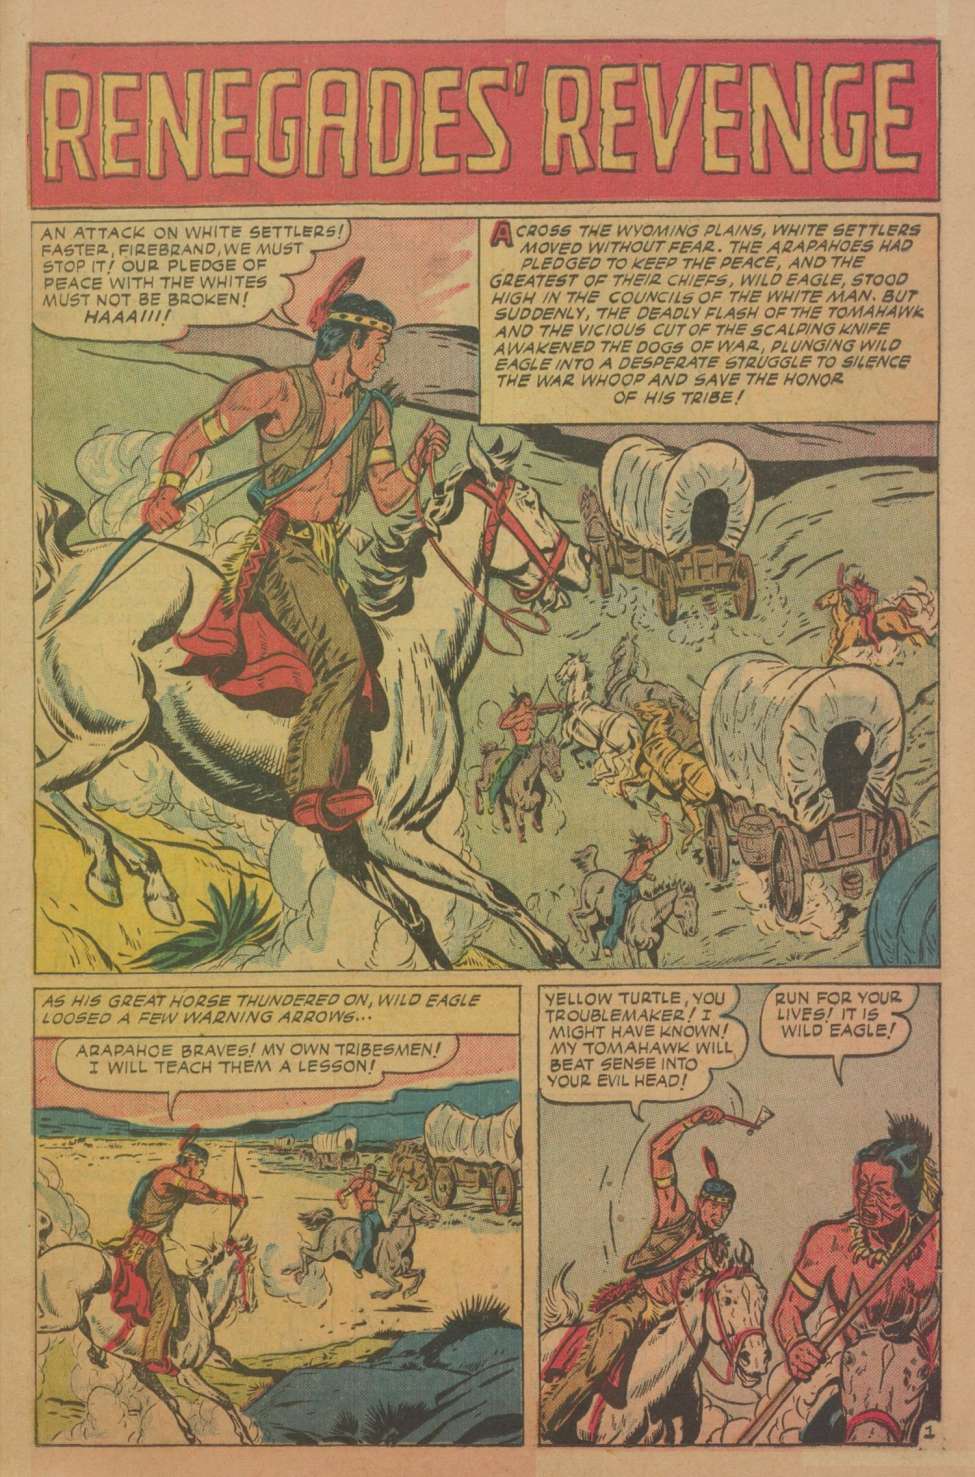 RENEGADES' REVENGE
AN ATTACK ON WHITE SETTLERS!
FASTER, FIREBRAND, WE MUST
STOP IT! OUR PLEDGE OF
PEACE WITH THE WHITES
MUST NOT BE BROKEN!
HAAAIII!
ACROSS THE WYOMING PLAINS, WHITE SETTLERS
MOVED WITHOUT FEAR. THE ARAPAHOES HAD
PLEDGED TO KEEP THE PEACE, AND THE
GREATEST OF THEIR CHIEFS, WILD EAGLE, STOOD
HIGH IN THE COUNCILS OF THE WHITE MAN. BUT
SUDDENLY, THE DEADLY FLASH OF THE TOMAHAWK
AND THE VICIOUS CUT OF THE SCALPING KNIFE
AWAKENED THE DOGS OF WAR, PLUNGING WILD
EAGLE INTO A DESPERATE STRUGGLE TO SILENCE
THE WAR WHOOP AND SAVE THE HONOR
OF HIS TRIBE!
AS HIS GREAT HORSE THUNDERED ON, WILD EAGLE
LOOSED A FEW WARNING ARROWS...
ARAPAHOE BRAVES! MY OWN TRIBESMEN!
I WILL TEACH THEM A LESSON!
YELLOW TURTLE, YOU
TROUBLEMAKER! I
MIGHT HAVE KNOWN!
MY TOMAHAWK WILL
BEAT SENSE INTO
YOUR EVIL HEAD!
RUN FOR YOUR
LIVES! IT IS
WILD EAGLE!
1